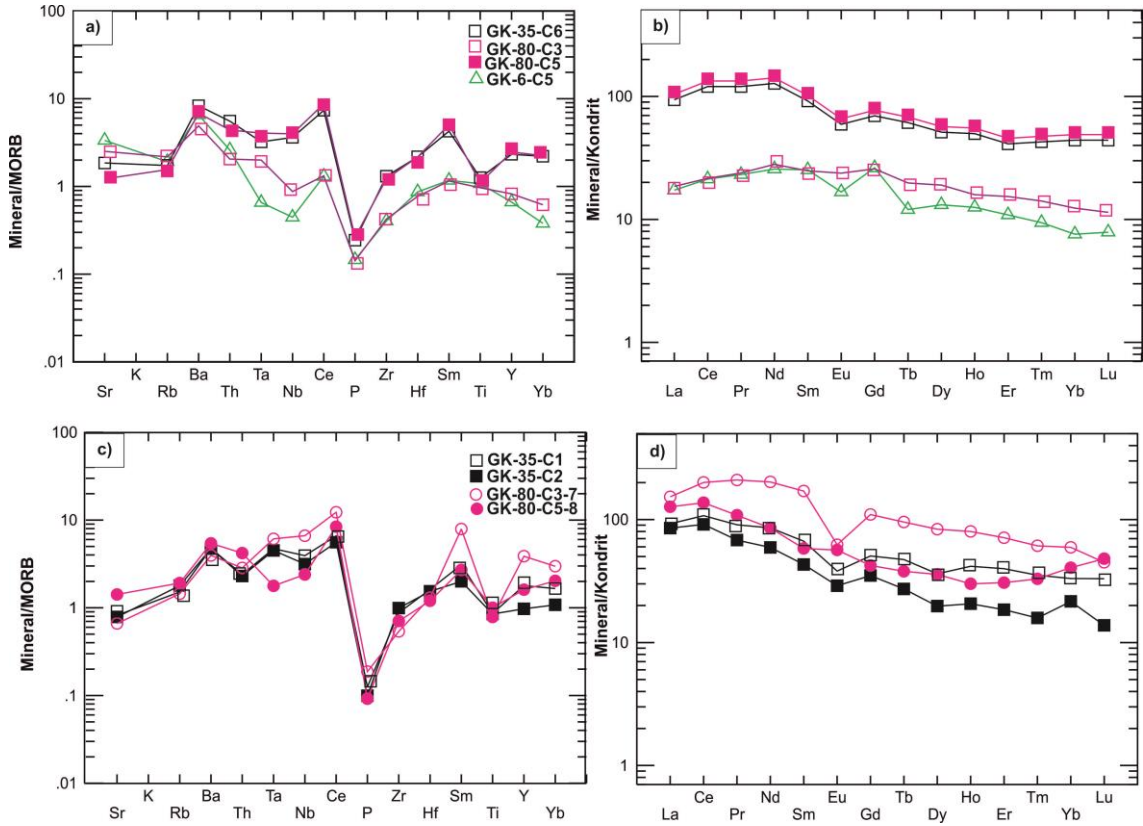 a)
GK-35-C6
GK-80-C3
GK-80-C5
GK-6-C5
Mineral/MORB
100
10
1
.1
.01
K Ba Ta Ce Zr Sm Y
Sr Rb Th Nb P Hf Ti Yb
b)
Mineral/Kondrit
100
10
1
Ce Nd Eu Tb Ho Tm Lu
La Pr Sm Gd Dy Er Yb
c)
GK-35-C1
GK-35-C2
GK-80-C3-7
GK-80-C5-8
Mineral/MORB
100
10
1
.1
.01
K Ba Ta Ce Zr Sm Y
Sr Rb Th Nb P Hf Ti Yb
d)
Mineral/Kondrit
100
10
1
Ce Nd Eu Tb Ho Tm Lu
La Pr Sm Gd Dy Er Yb